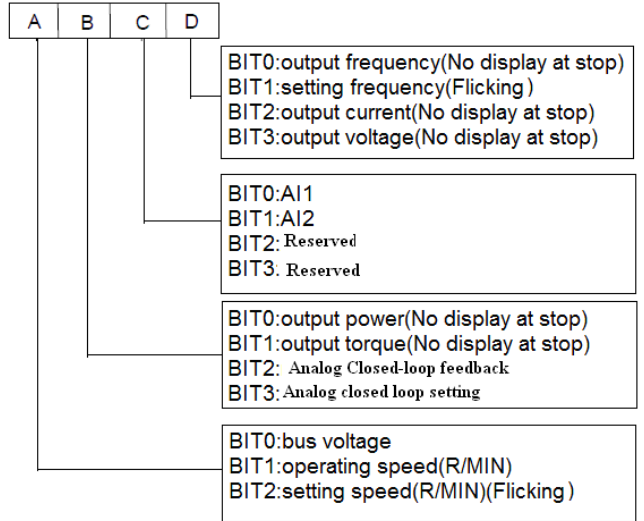 A B C D
BIT0:output frequency(No display at stop)
BIT1:setting frequency(Flicking)
BIT2:output current(No display at stop)
BIT3:output voltage(No display at stop)
BIT0:AI1
BIT1:AI2
BIT2: Reserved
BIT3: Reserved
BIT0:output power(No display at stop)
BIT1:output torque(No display at stop)
BIT2: Analog Closed-loop feedback
BIT3: Analog closed loop setting
BIT0:bus voltage
BIT1:operating speed(R/MIN)
BIT2:setting speed(R/MIN)(Flicking)